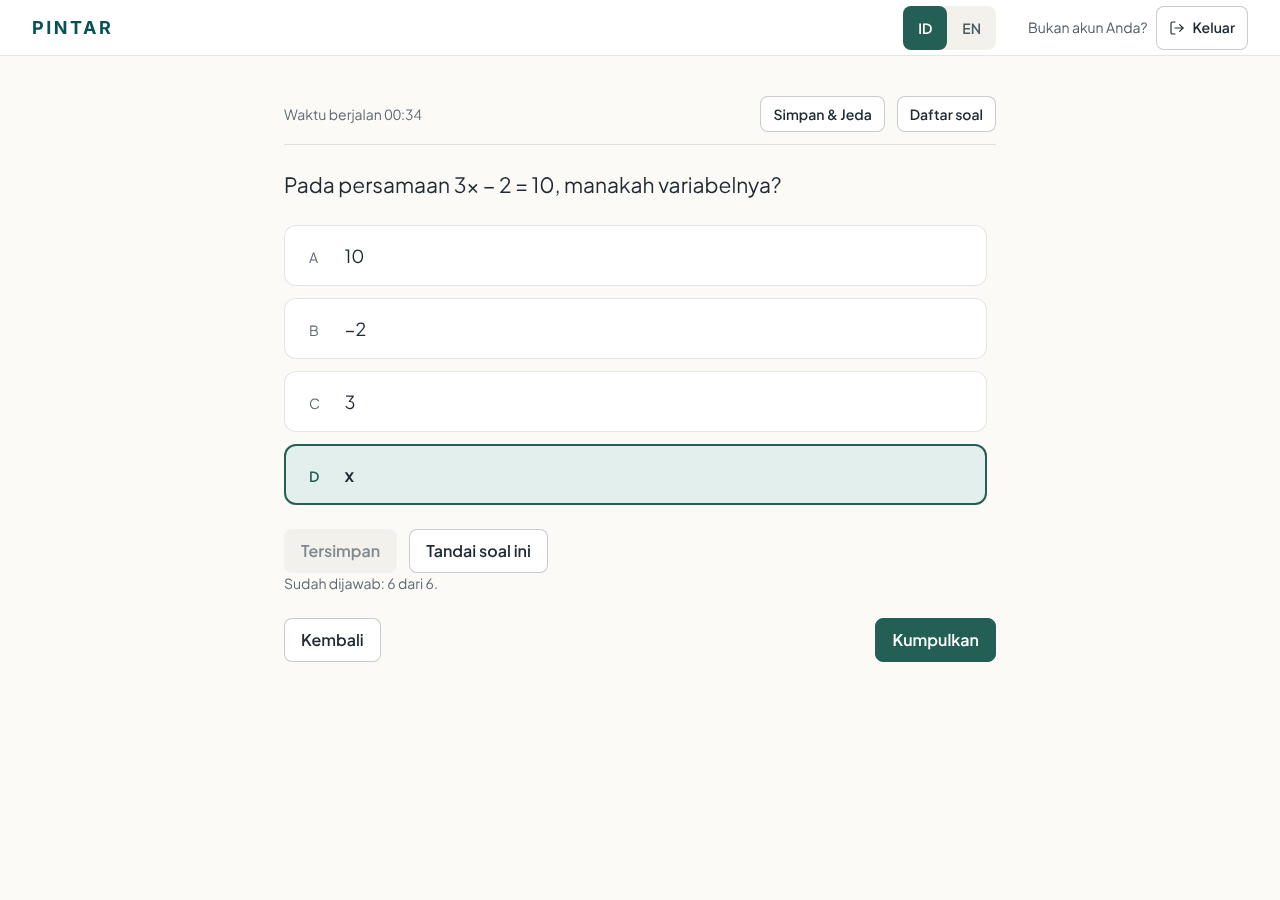 PINTAR
ID EN Bukan akun Anda? Keluar
Waktu berjalan 00:34 Simpan & Jeda Daftar soal
Pada persamaan 3x − 2 = 10, manakah variabelnya?
A 10
B −2
C 3
D x
Tersimpan Tandai soal ini
Sudah dijawab: 6 dari 6.
Kembali Kumpulkan